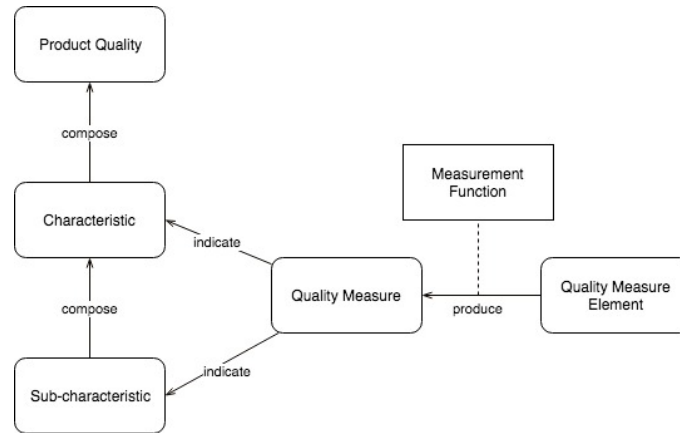 Product Quality
compose
Measurement
Function
Characteristic
indicate
Quality Measure
Quality Measure
Element
produce
compose
indicate
Sub-characteristic